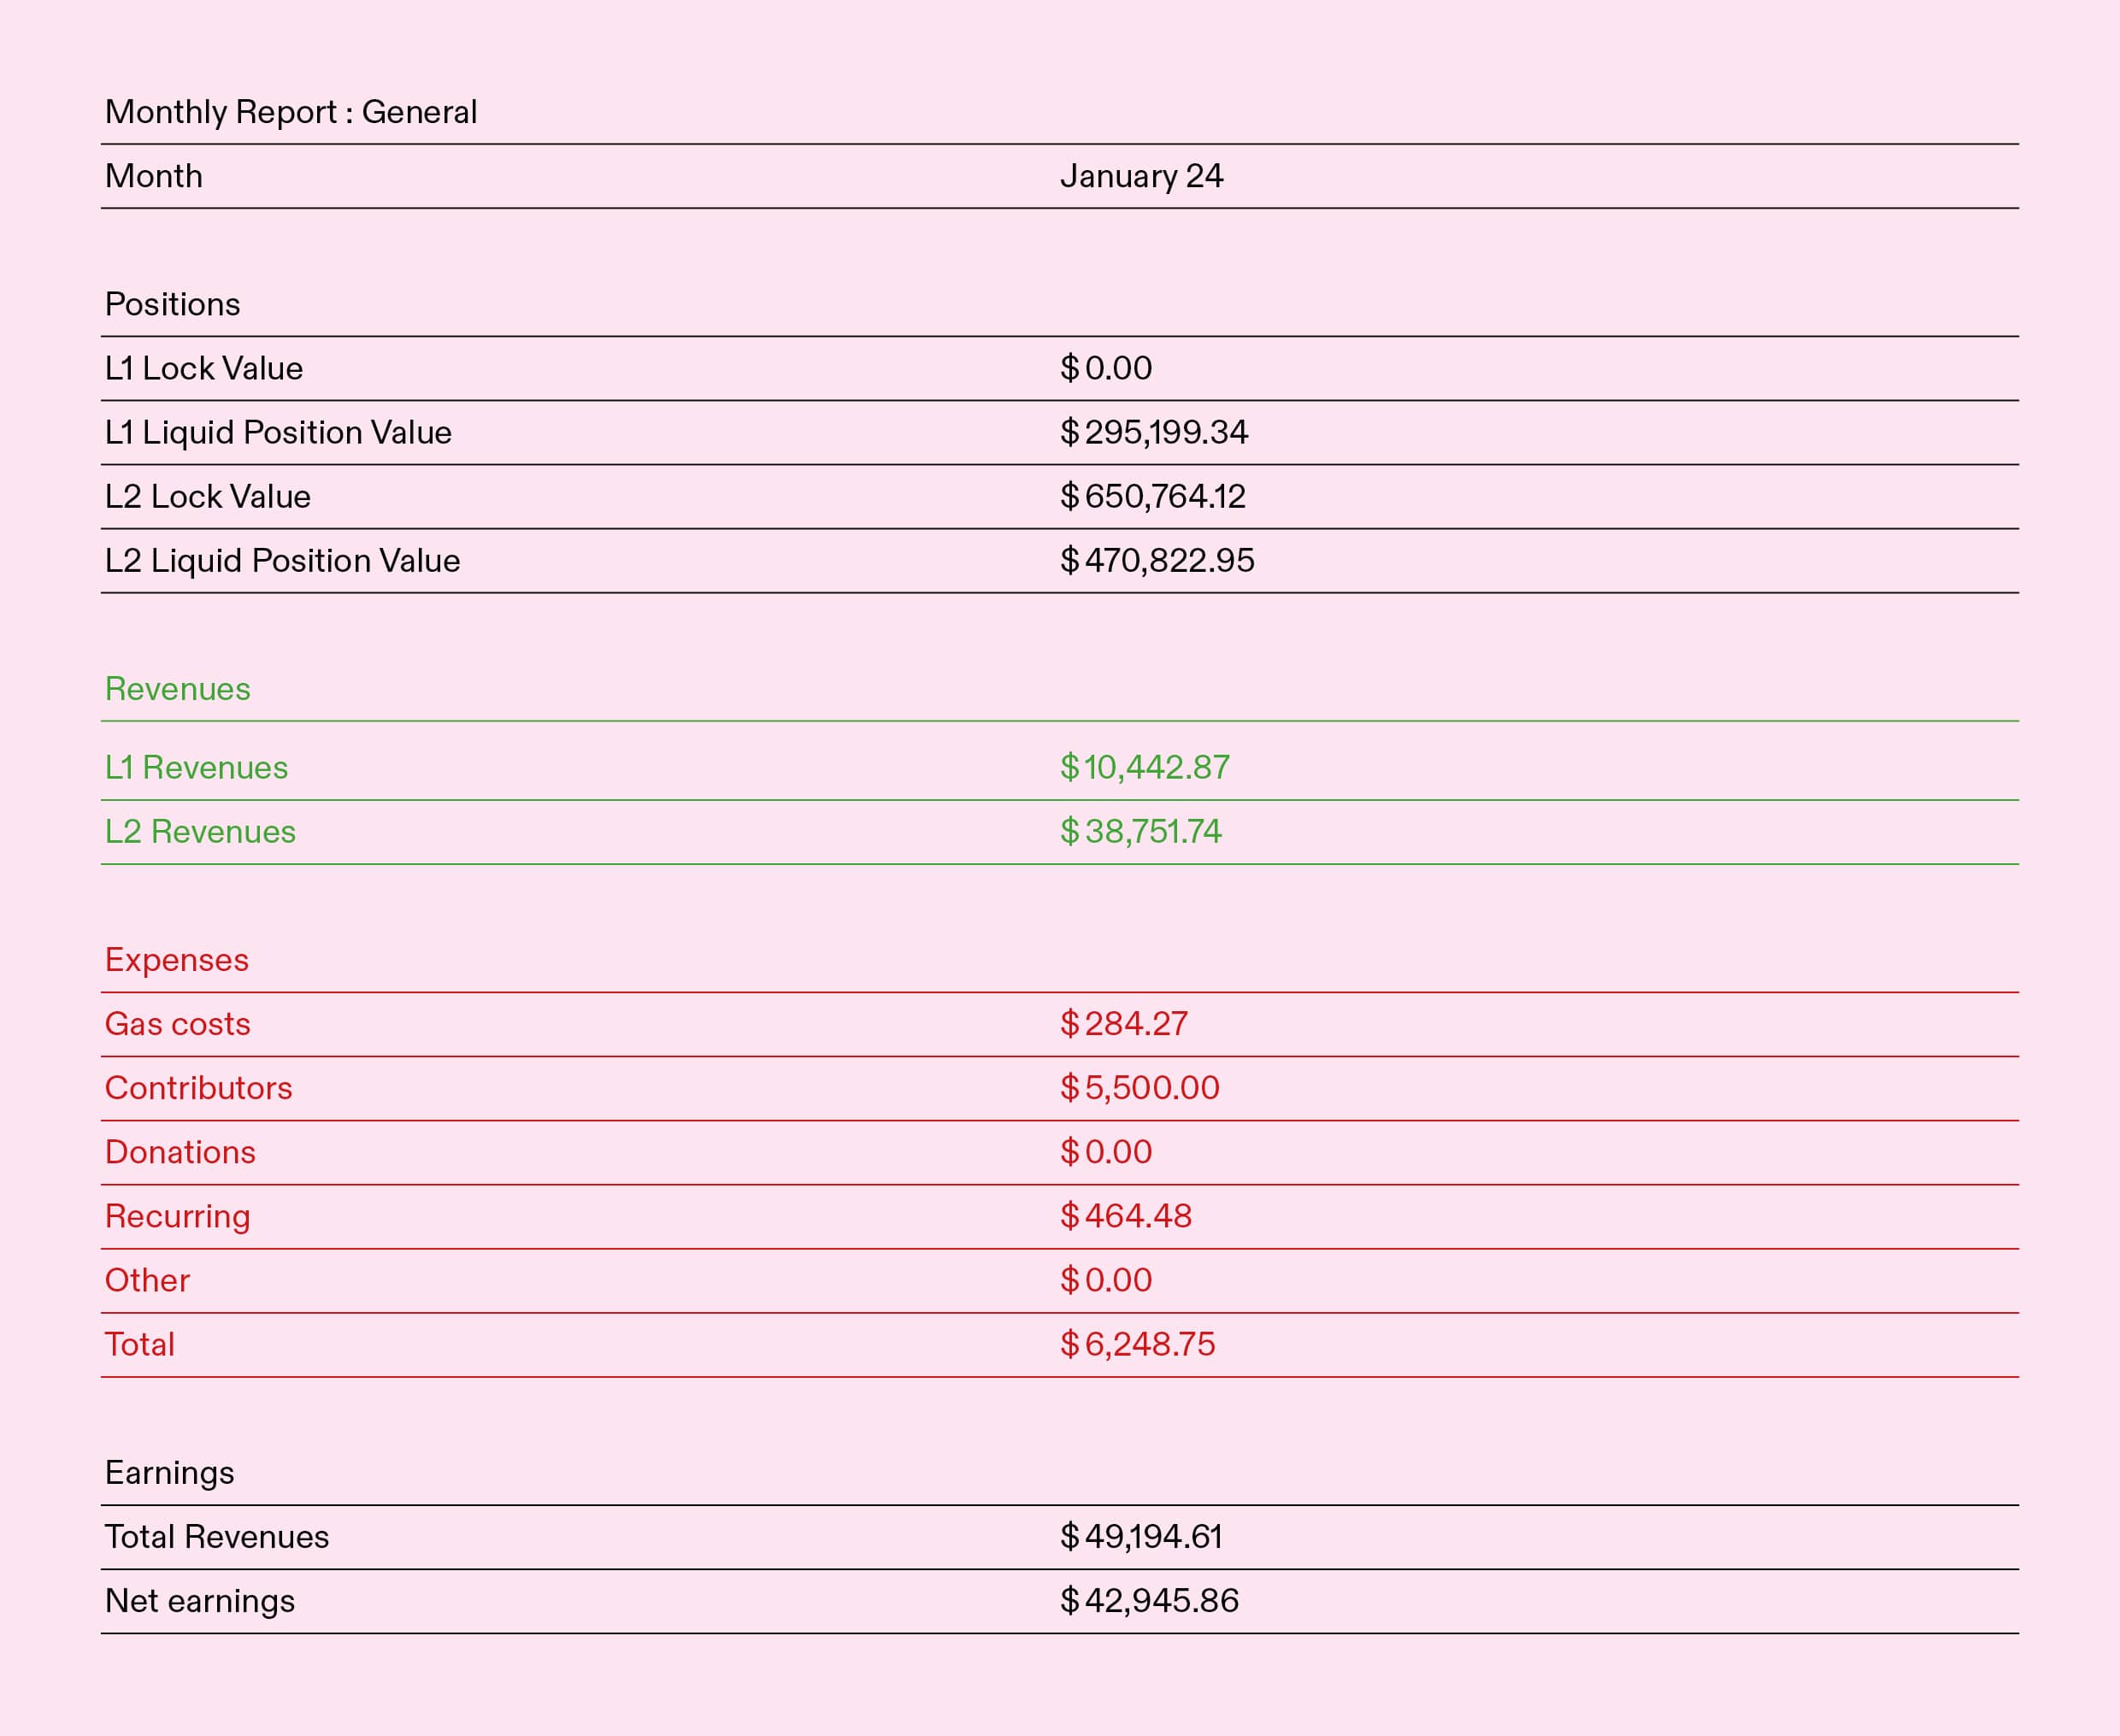 Monthly Report : General
Month January 24
Positions
L1 Lock Value $ 0.00
L1 Liquid Position Value $ 295,199.34
L2 Lock Value $ 650,764.12
L2 Liquid Position Value $ 470,822.95
Revenues
L1 Revenues $ 10,442.87
L2 Revenues $ 38,751.74
Expenses
Gas costs $ 284.27
Contributors $ 5,500.00
Donations $ 0.00
Recurring $ 464.48
Other $ 0.00
Total $ 6,248.75
Earnings
Total Revenues $ 49,194.61
Net earnings $ 42,945.86